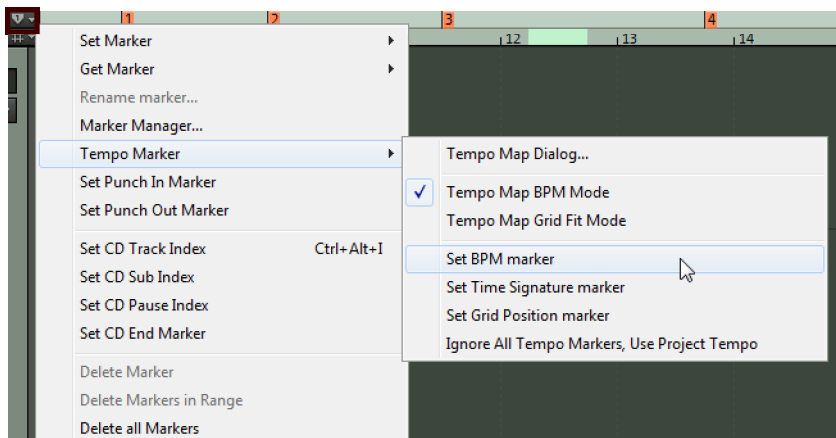 1 2 3 4
12 13 14
Set Marker
Get Marker
Rename marker...
Marker Manager...
Tempo Marker
Set Punch In Marker
Set Punch Out Marker
Set CD Track Index Ctrl+Alt+I
Set CD Sub Index
Set CD Pause Index
Set CD End Marker
Delete Marker
Delete Markers in Range
Delete all Markers
Tempo Map Dialog...
Tempo Map BPM Mode
Tempo Map Grid Fit Mode
Set BPM marker
Set Time Signature marker
Set Grid Position marker
Ignore All Tempo Markers, Use Project Tempo